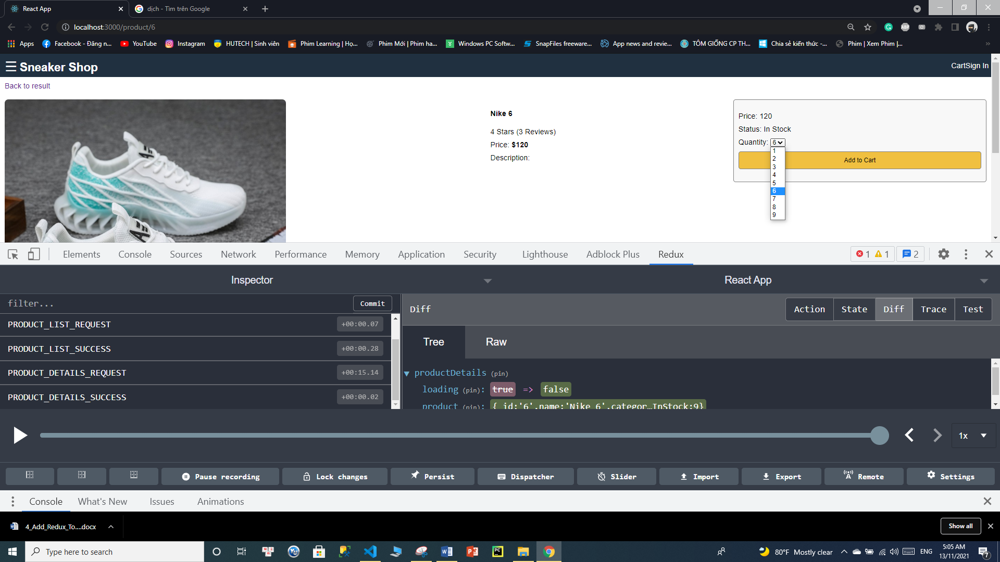 React App
dịch - Tìm trên Google
localhost:3000/product/6
Apps
Facebook - Đăng n...
YouTube
Instagram
HUTECH | Sinh viên
Phim Learning | Họ...
Phim Mới | Phim ha...
Windows PC Softw...
SnapFiles freeware...
App news and revie...
TÔM GIỐNG CP TH...
Chia sẻ kiến thức -...
Phim | Xem Phim |...
☰ Sneaker Shop
CartSign In
Back to result
Nike 6
4 Stars (3 Reviews)
Price: $120
Description:
Price: 120
Status: In Stock
Quantity: 6
1
2
3
4
5
6
7
8
9
Add to Cart
Elements
Console
Sources
Network
Performance
Memory
Application
Security
Lighthouse
Adblock Plus
Redux
1
1
2
Inspector
React App
filter...
Commit
PRODUCT_LIST_REQUEST +00:00.07
PRODUCT_LIST_SUCCESS +00:00.28
PRODUCT_DETAILS_REQUEST +00:15.14
PRODUCT_DETAILS_SUCCESS +00:00.02
Diff
Action
State
Diff
Trace
Test
Tree
Raw
productDetails (pin)
loading (pin): true => false
product (pin): {_id:'6',name:'Nike 6',categor…InStock:9}
1x
Pause recording
Lock changes
Persist
Dispatcher
Slider
Import
Export
Remote
Settings
Console
What's New
Issues
Animations
4_Add_Redux_To....docx
Show all
Type here to search
80°F Mostly clear
ENG
5:05 AM
13/11/2021
7